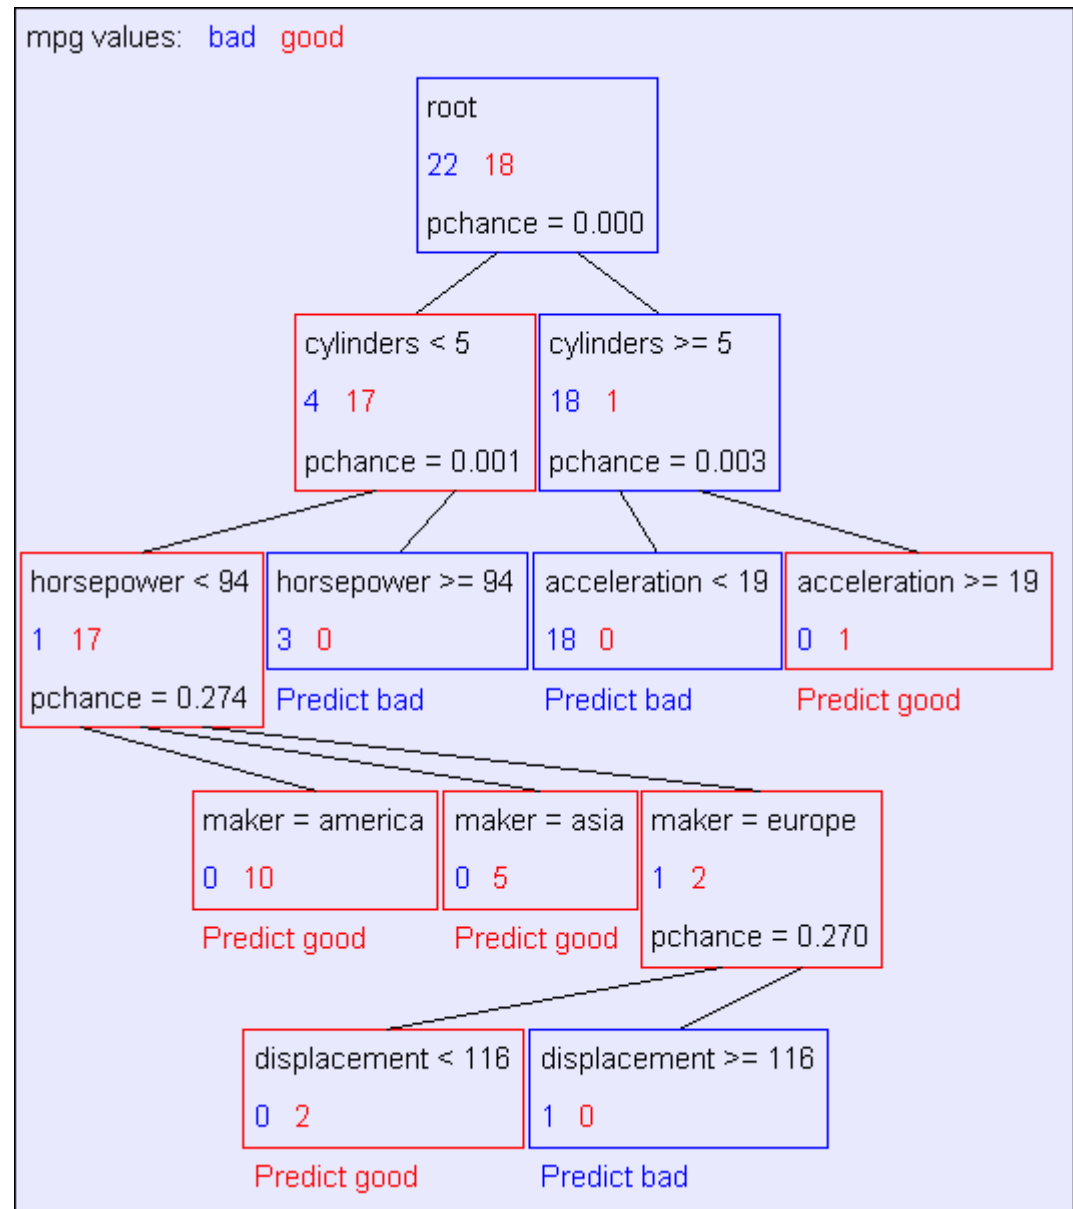 mpg values: bad good
root
22 18
pchance = 0.000
cylinders < 5
4 17
pchance = 0.001
cylinders >= 5
18 1
pchance = 0.003
horsepower < 94
1 17
pchance = 0.274
horsepower >= 94
3 0
Predict bad
acceleration < 19
18 0
Predict bad
acceleration >= 19
0 1
Predict good
maker = america
0 10
Predict good
maker = asia
0 5
Predict good
maker = europe
1 2
pchance = 0.270
displacement < 116
0 2
Predict good
displacement >= 116
1 0
Predict bad